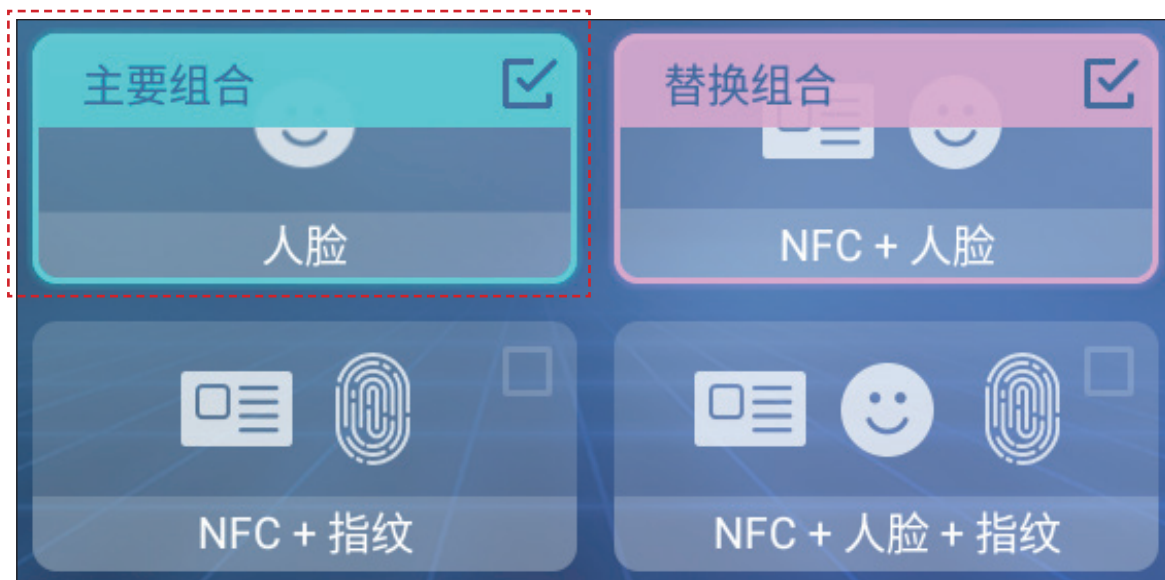 主要组合
替换组合
人脸
NFC + 人脸
NFC + 指纹
NFC + 人脸 + 指纹